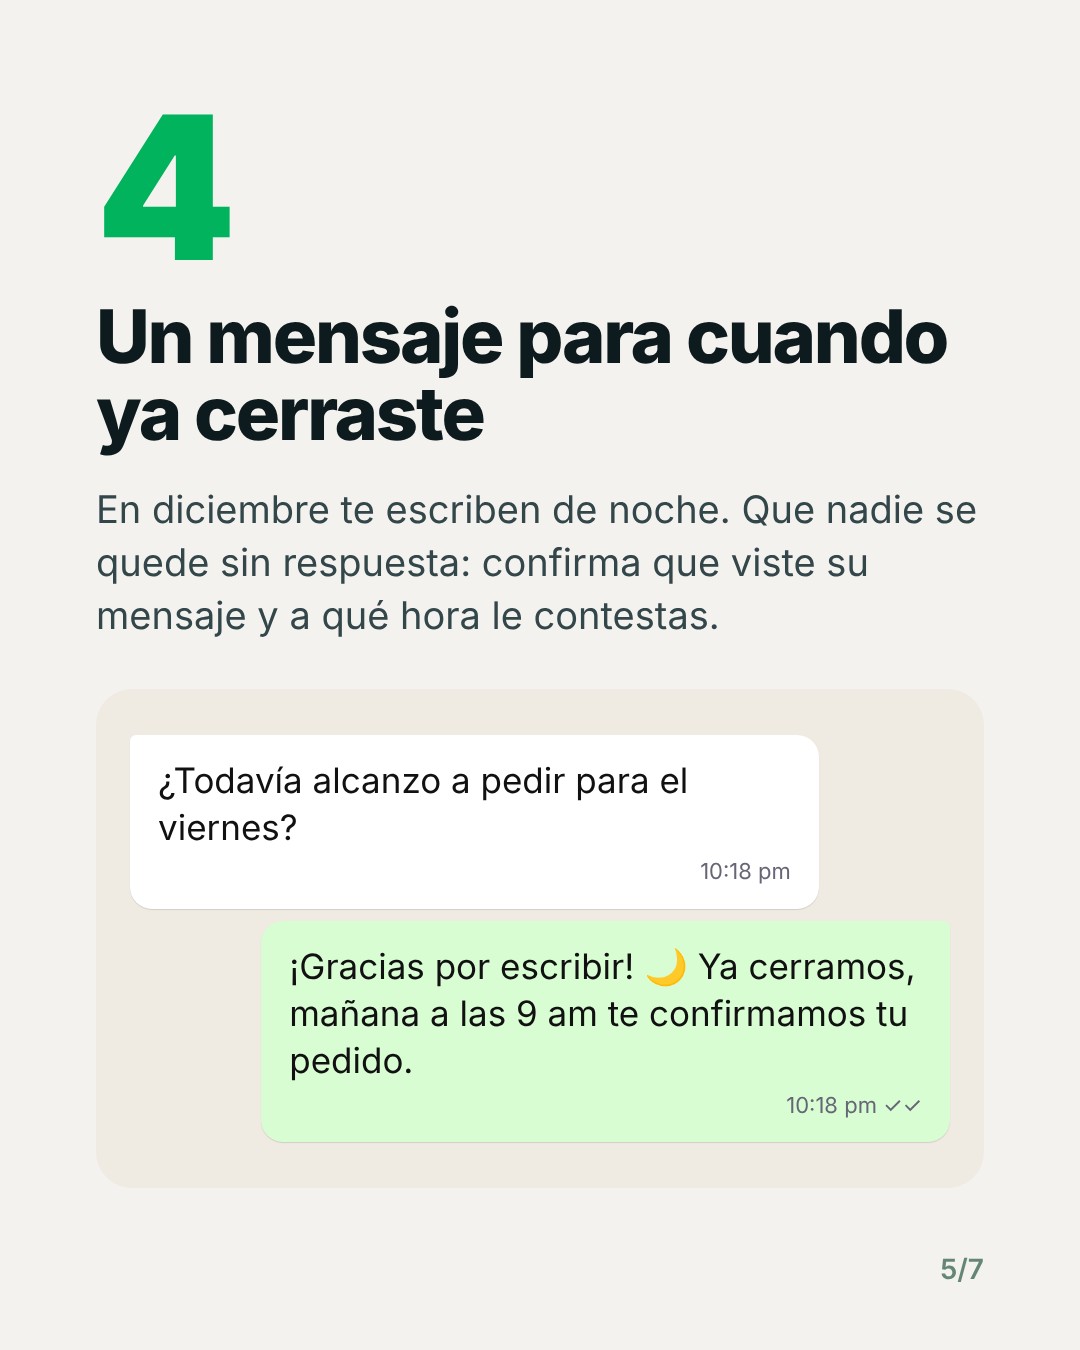 4
Un mensaje para cuando
ya cerraste
En diciembre te escriben de noche. Que nadie se
quede sin respuesta: confirma que viste su
mensaje y a qué hora le contestas.
¿Todavía alcanzo a pedir para el
viernes?
10:18 pm
¡Gracias por escribir! 🌙 Ya cerramos,
mañana a las 9 am te confirmamos tu
pedido.
10:18 pm ✓✓
5/7